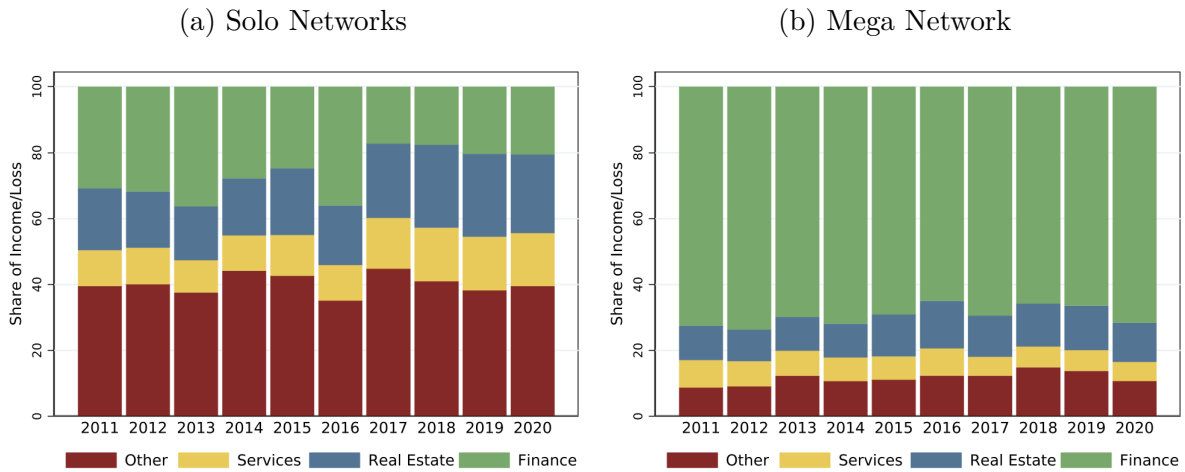 (a) Solo Networks
Share of Income/Loss
100
80
60
40
20
0
2011 2012 2013 2014 2015 2016 2017 2018 2019 2020
Other Services Real Estate Finance
(b) Mega Network
Share of Income/Loss
100
80
60
40
20
0
2011 2012 2013 2014 2015 2016 2017 2018 2019 2020
Other Services Real Estate Finance